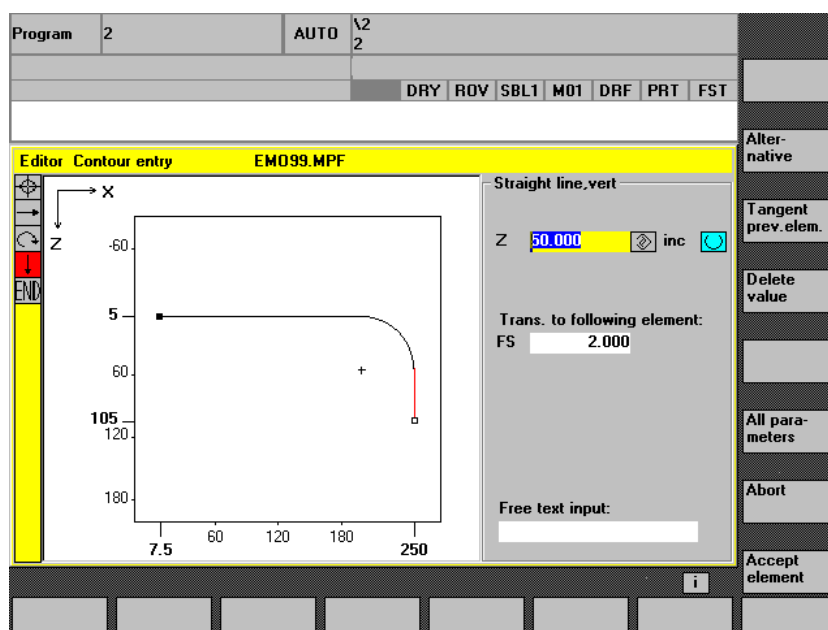 Program 2 AUTO \2
2
DRY ROV SBL1 M01 DRF PRT FST
Editor Contour entry EMO99.MPF
X
Z
-60
5
60
105
120
180
7.5 60 120 180 250
END
Straight line,vert
Z 50.000 inc
Trans. to following element:
FS 2.000
Free text input:
i
Alter-
native
Tangent
prev.elem.
Delete
value
All para-
meters
Abort
Accept
element